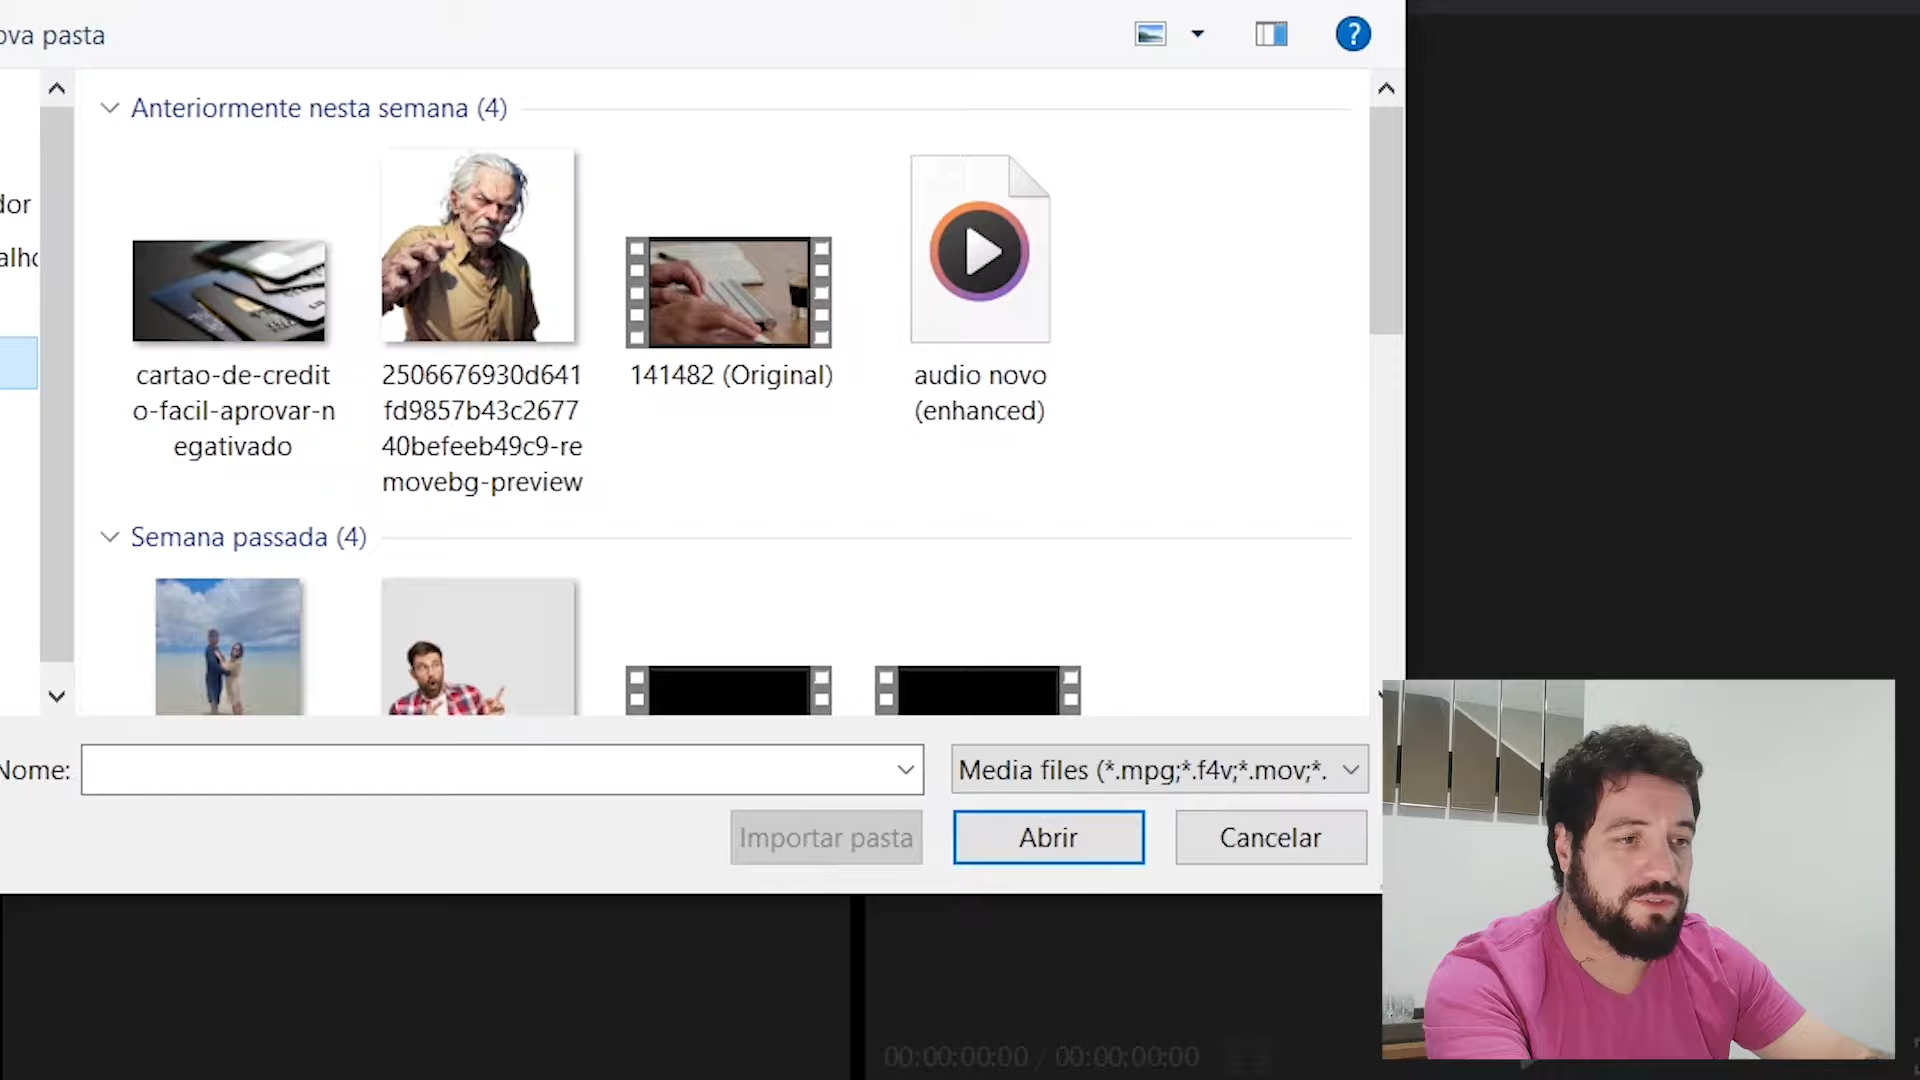 ova pasta
?
Anteriormente nesta semana (4)
dor
alho
cartao-de-credit
o-facil-aprovar-n
egativado
2506676930d641
fd9857b43c2677
40befeeb49c9-re
movebg-preview
141482 (Original)
audio novo
(enhanced)
Semana passada (4)
Nome:
Media files (*.mpg;*.f4v;*.mov;*.
Importar pasta
Abrir
Cancelar
00:00:00:00 / 00:00:00:00